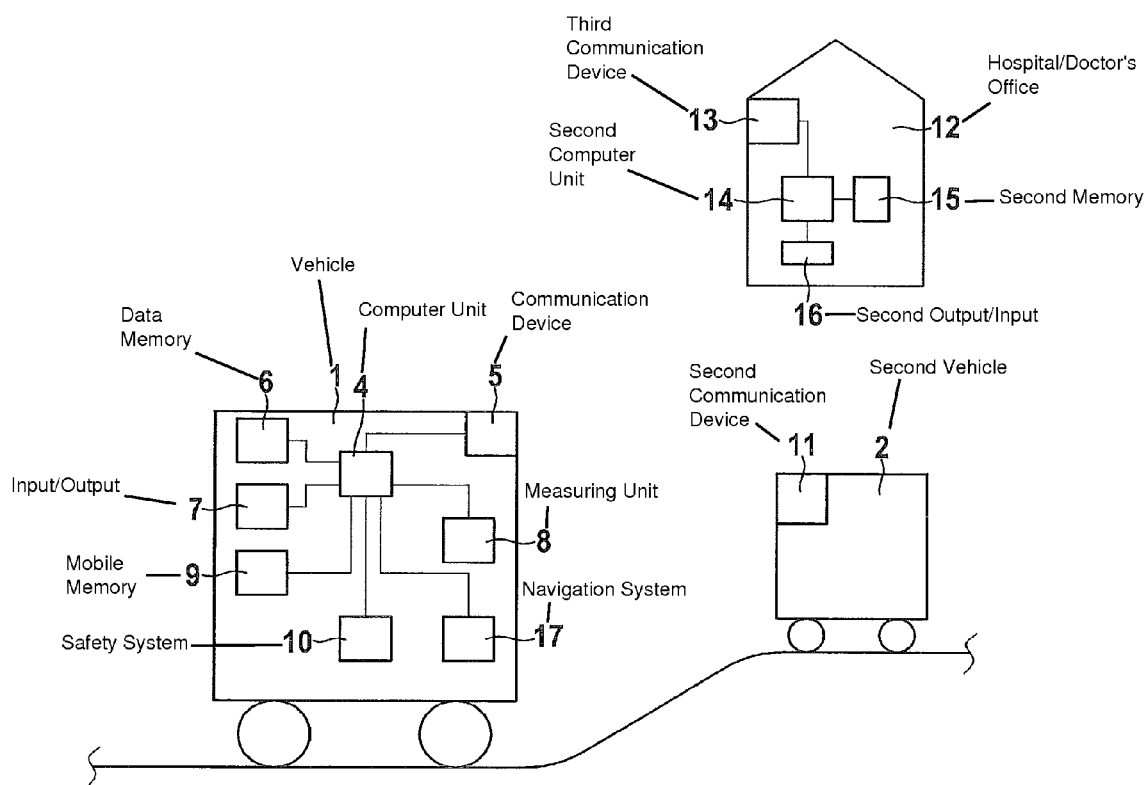 Third
Communication
Device
13
Hospital/Doctor's
Office
12
Second
Computer
Unit
14
15
Second Memory
16
Second Output/Input
Vehicle
1
Computer Unit
4
Communication
Device
5
Data
Memory
6
Input/Output
7
Mobile
Memory
9
Safety System
10
Measuring Unit
8
Navigation System
17
Second
Communication
Device
11
Second Vehicle
2